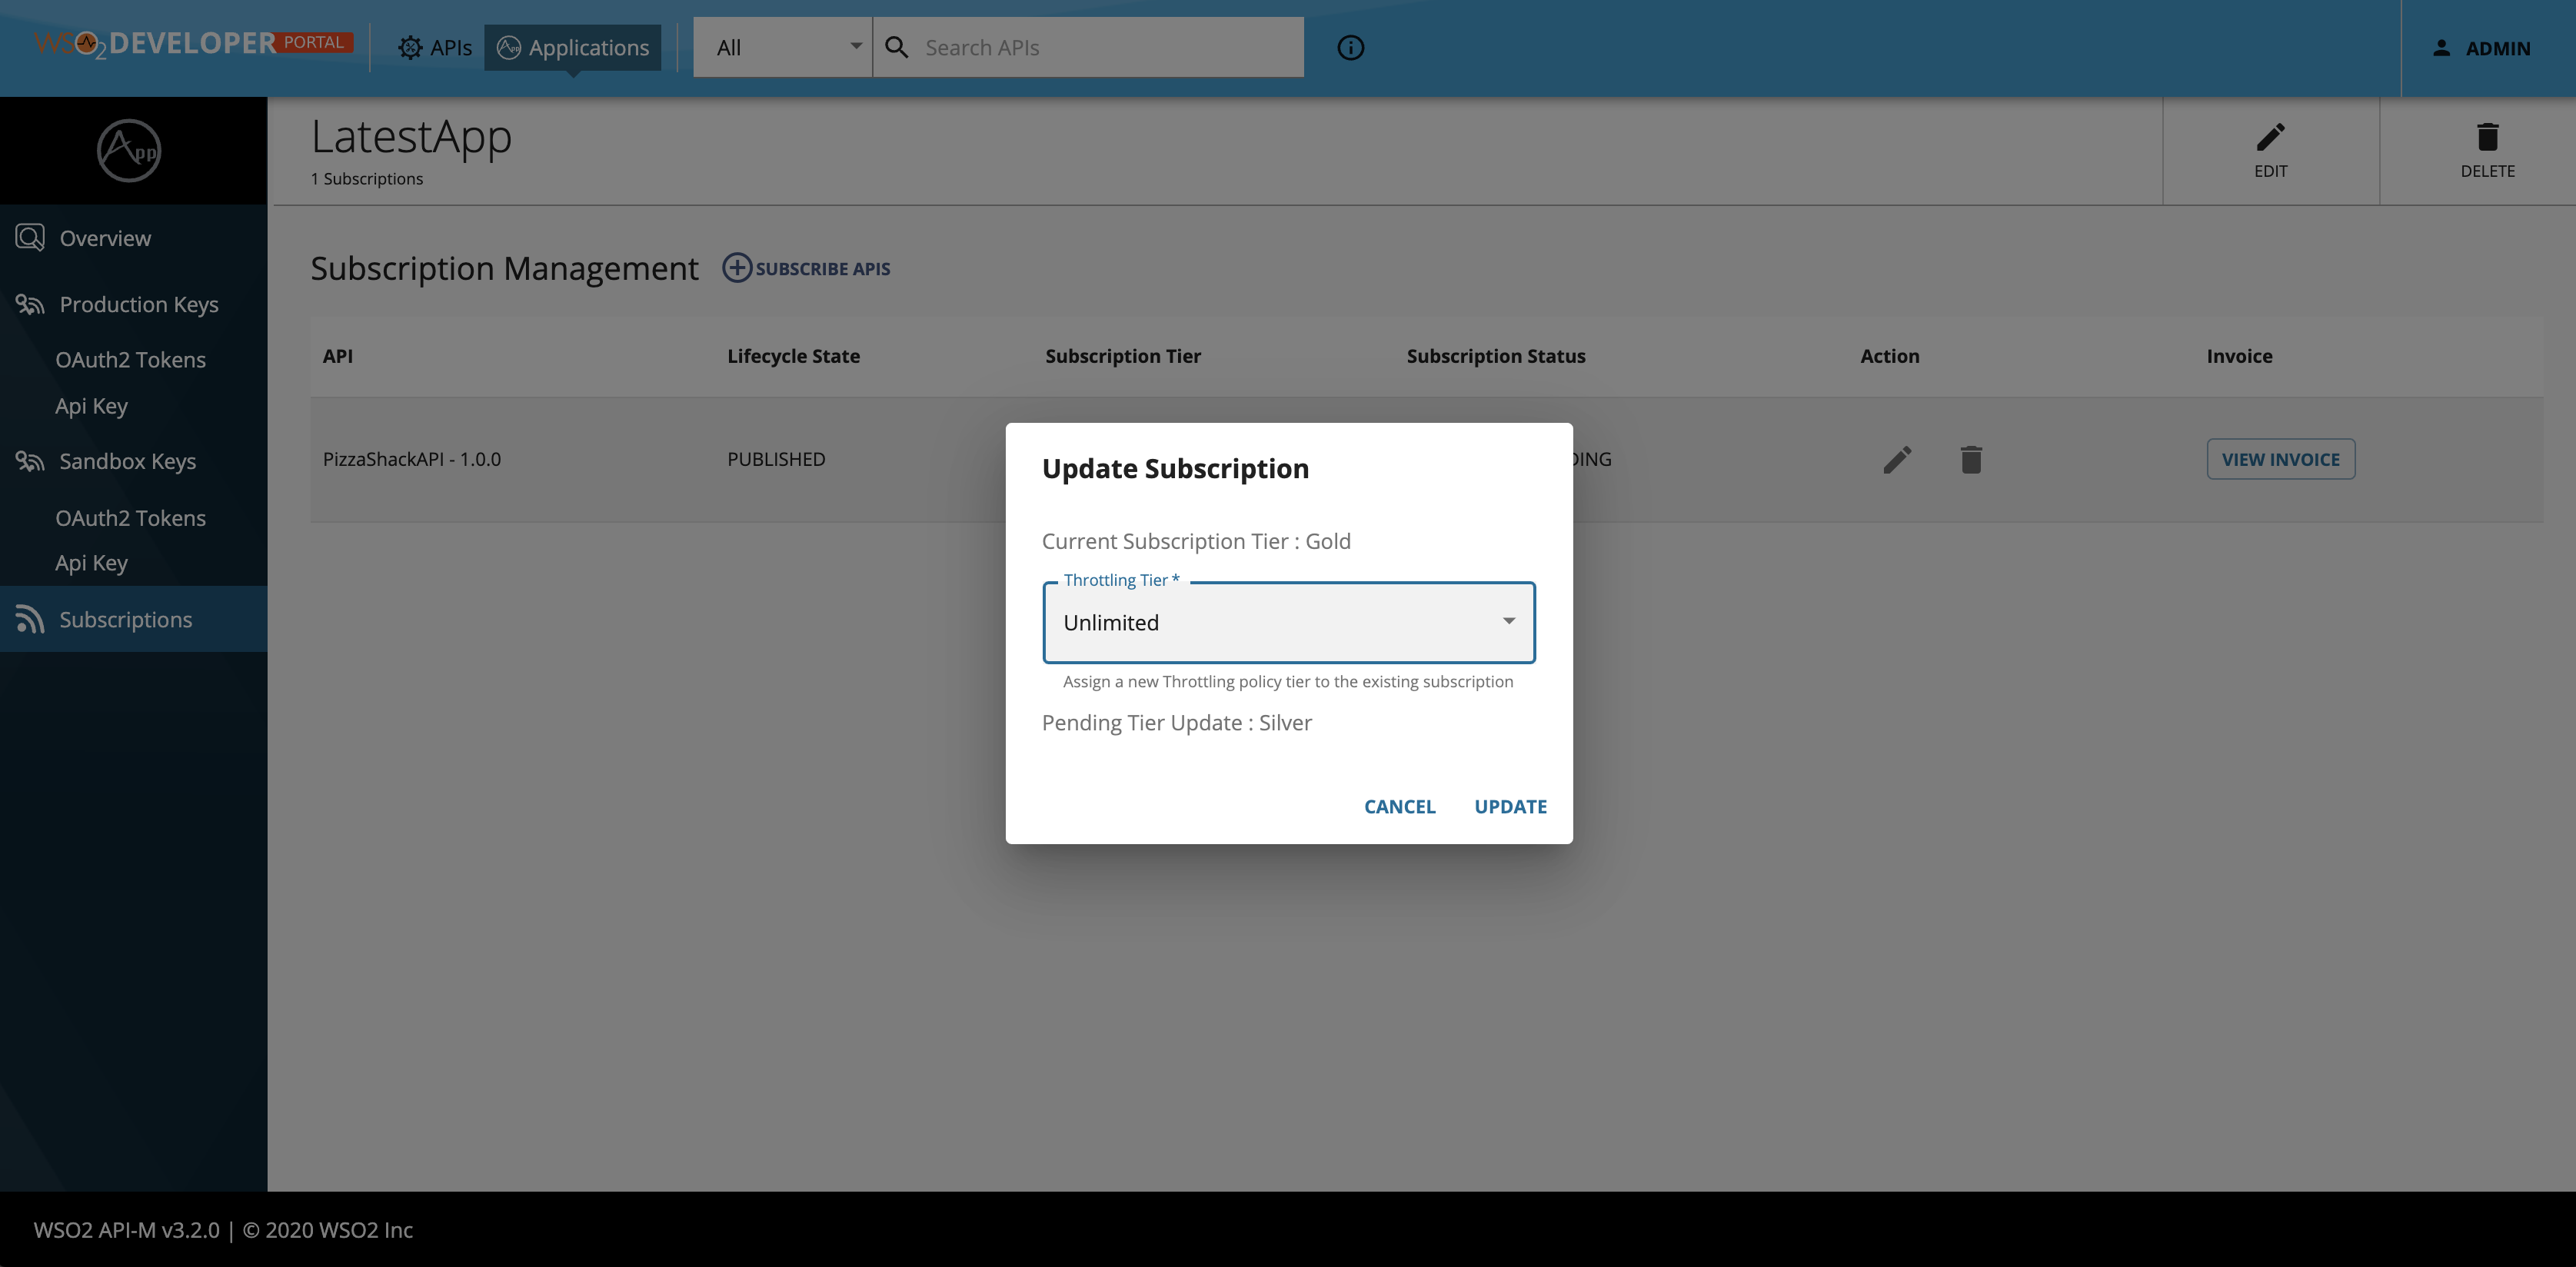 WSO2 DEVELOPER PORTAL
APIs
App Applications
All
Search APIs
ADMIN
App
LatestApp
1 Subscriptions
EDIT
DELETE
Overview
Production Keys
OAuth2 Tokens
Api Key
Sandbox Keys
OAuth2 Tokens
Api Key
Subscriptions
Subscription Management
SUBSCRIBE APIS
API Lifecycle State Subscription Tier Subscription Status Action Invoice
PizzaShackAPI - 1.0.0 PUBLISHED VIEW INVOICE
Update Subscription
Current Subscription Tier : Gold
Throttling Tier *
Unlimited
Assign a new Throttling policy tier to the existing subscription
Pending Tier Update : Silver
CANCEL UPDATE
WSO2 API-M v3.2.0 | © 2020 WSO2 Inc